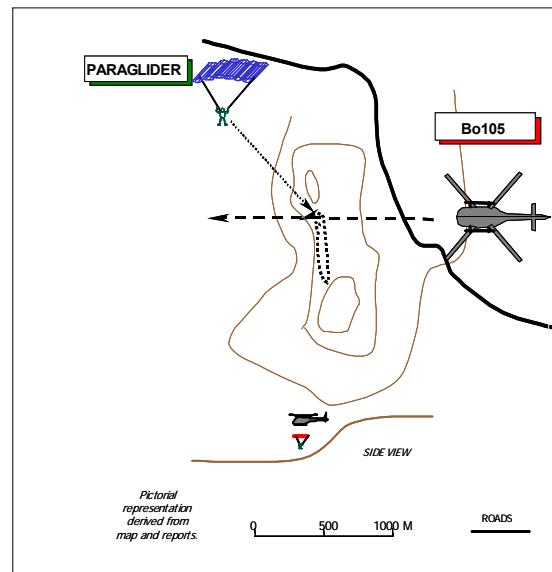 PARAGLIDER
Bo105
SIDE VIEW
Pictorial
representation
derived from
map and reports.
0 500 1000 M
ROADS